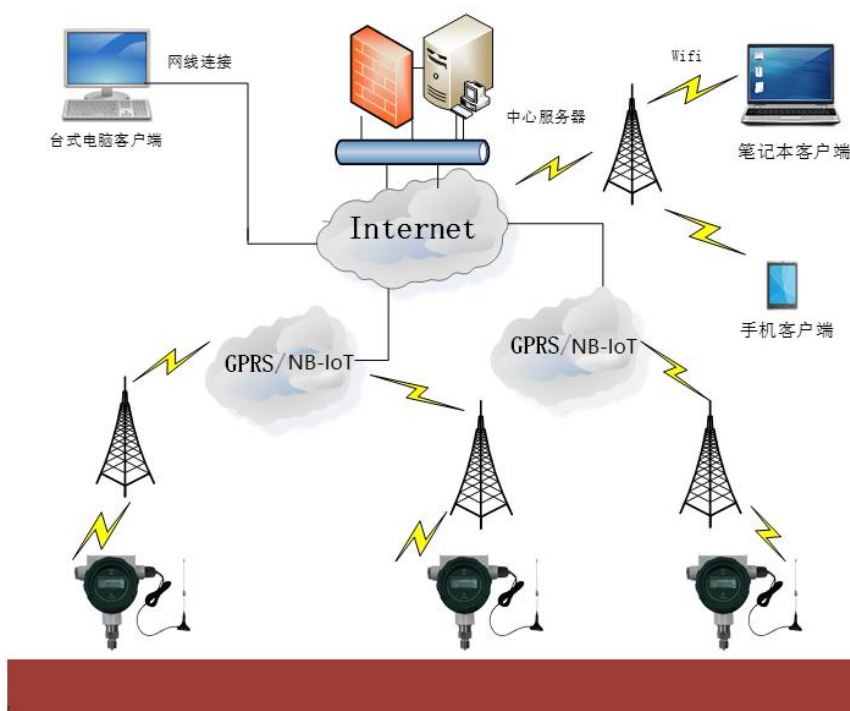 网线连接
Wifi
台式电脑客户端
中心服务器
笔记本客户端
Internet
手机客户端
GPRS/NB-IoT
GPRS/NB-IoT